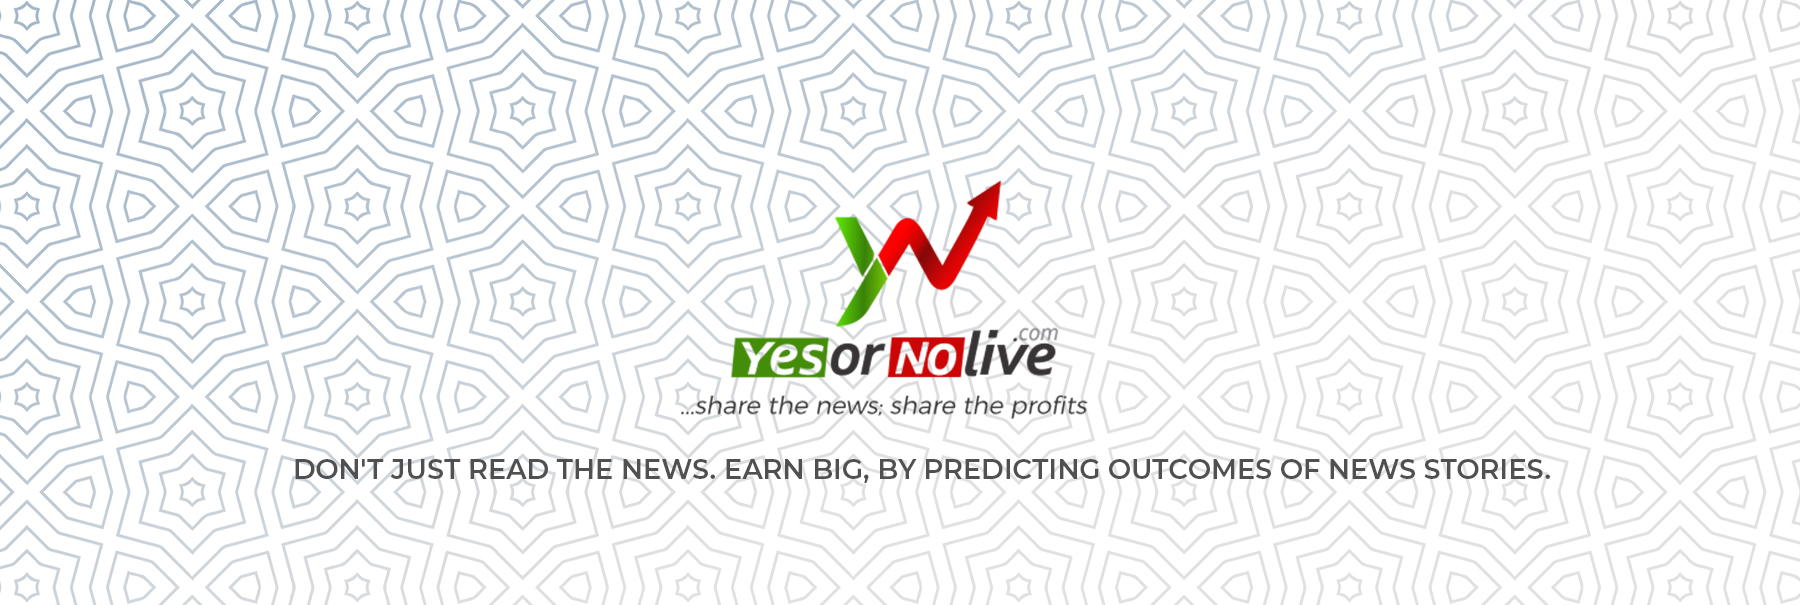 YesorNOlive.com
...share the news; share the profits
DON'T JUST READ THE NEWS. EARN BIG, BY PREDICTING OUTCOMES OF NEWS STORIES.